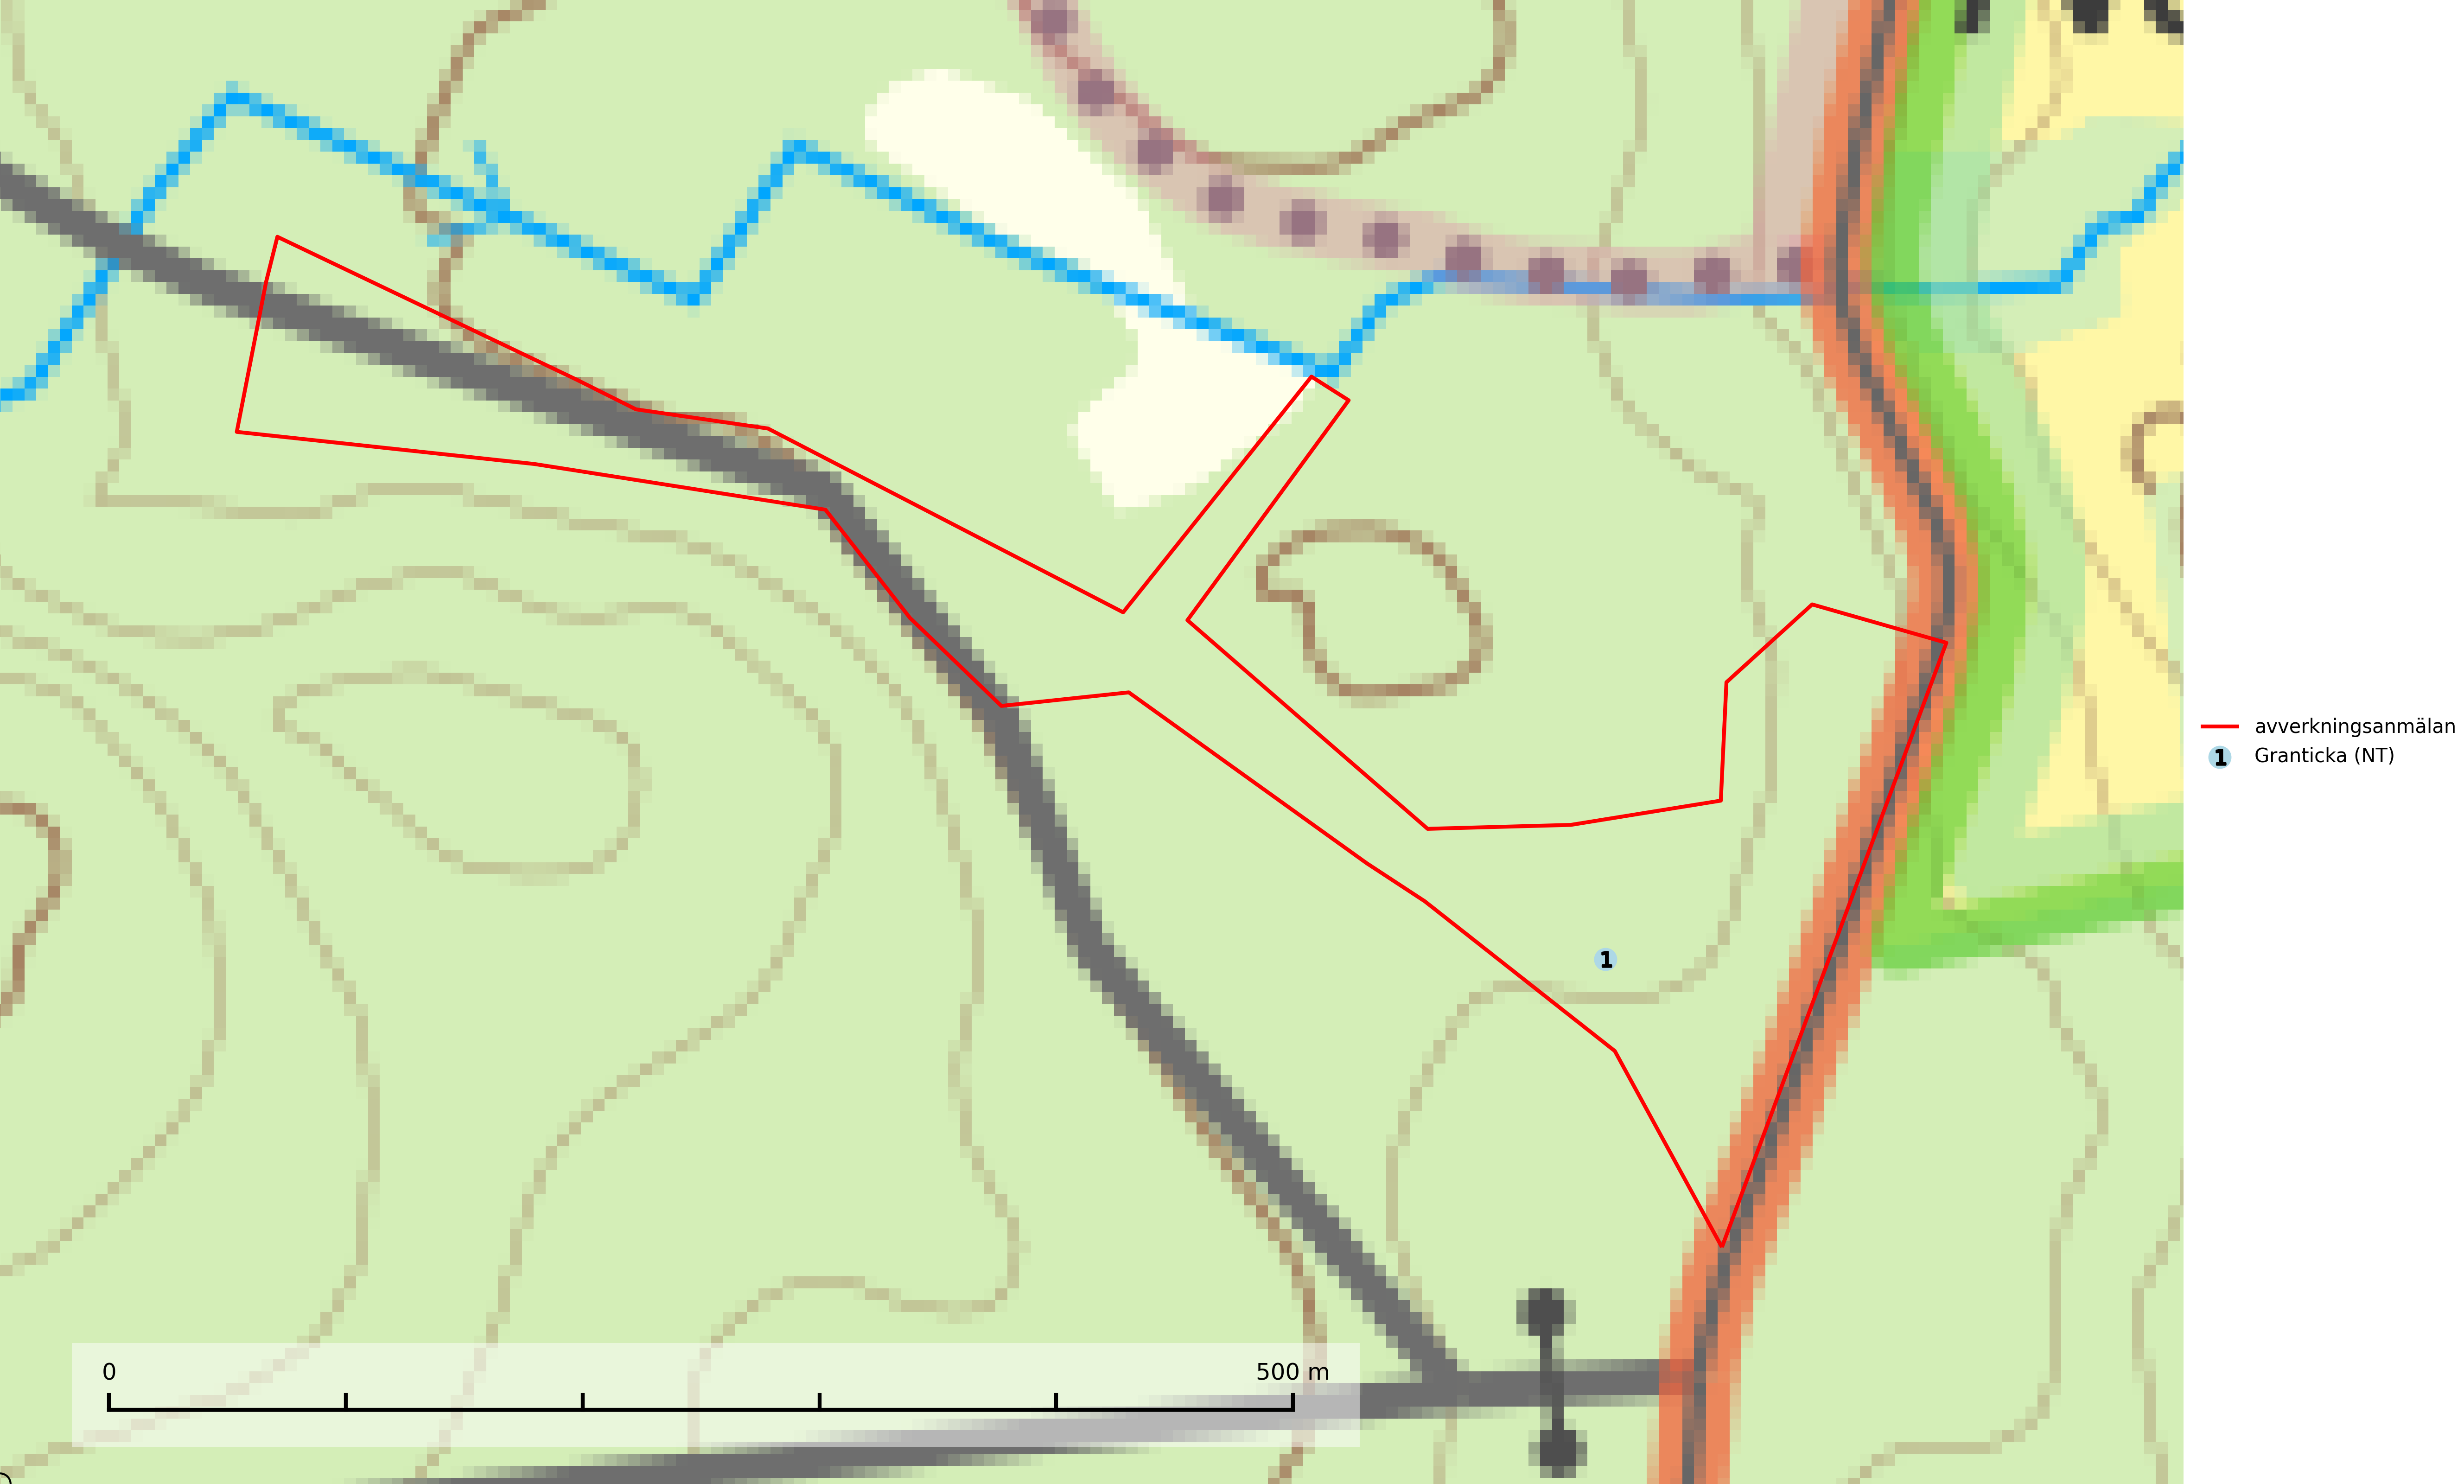 avverkningsanmälan
1 Granticka (NT)
1
0 500 m